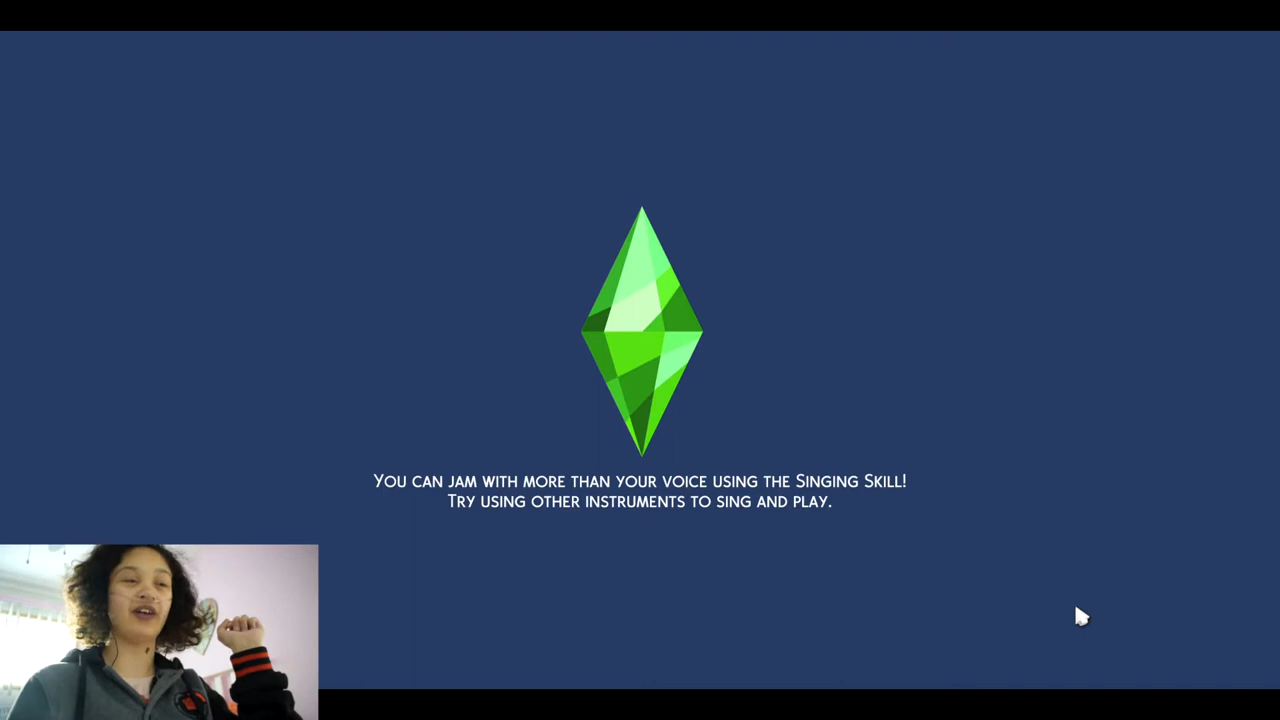 You can jam with more than your voice using the Singing Skill!
Try using other instruments to sing and play.